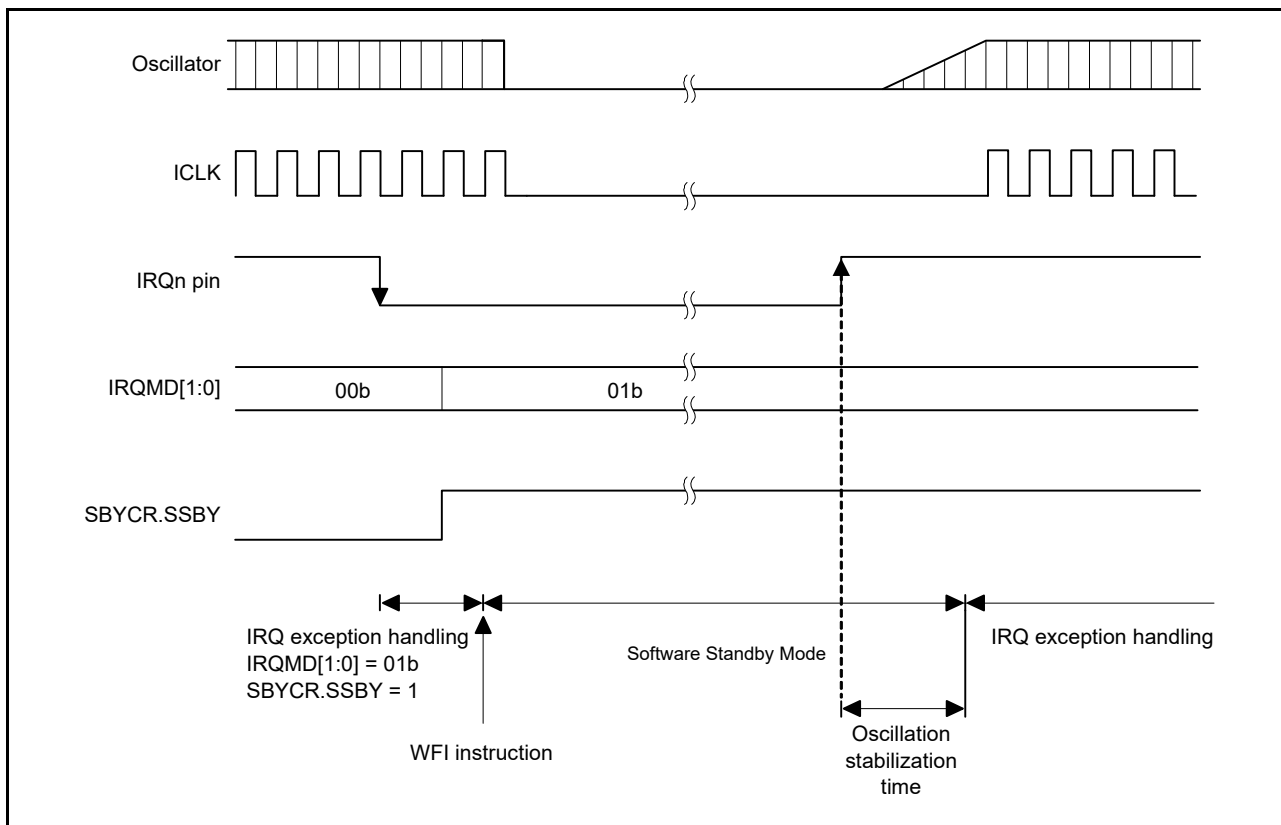 Oscillator
ICLK
IRQn pin
IRQMD[1:0]
00b
01b
SBYCR.SSBY
IRQ exception handling
IRQMD[1:0] = 01b
SBYCR.SSBY = 1
Software Standby Mode
IRQ exception handling
WFI instruction
Oscillation
stabilization
time